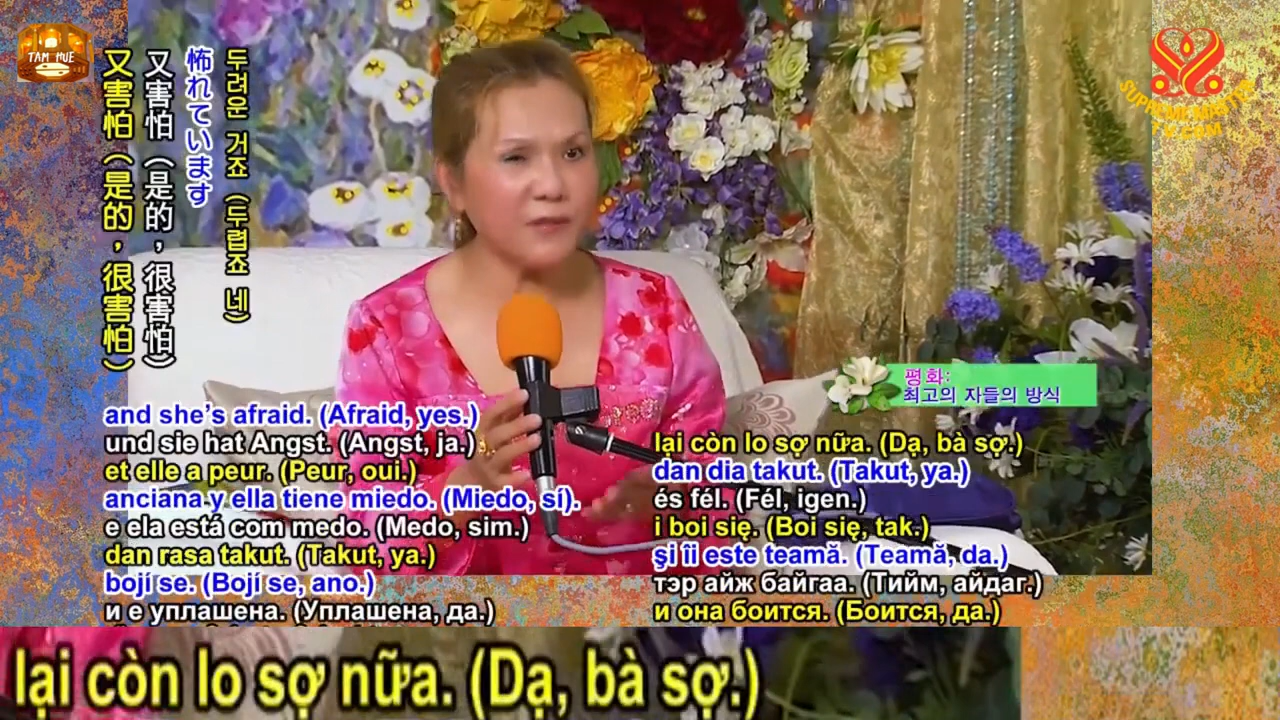 TAM HUE
SUPREME MASTER
TV.COM
又害怕（是的，很害怕）
又害怕（是的，很害怕）
怖れています
두려운 거죠 (두렵죠 네)
평화:
최고의 자들의 방식
and she's afraid. (Afraid, yes.)
und sie hat Angst. (Angst, ja.)
et elle a peur. (Peur, oui.)
anciana y ella tiene miedo. (Miedo, sí).
e ela está com medo. (Medo, sim.)
dan rasa takut. (Takut, ya.)
bojí se. (Bojí se, ano.)
и е уплашена. (Уплашена, да.)
lại còn lo sợ nữa. (Dạ, bà sợ.)
dan dia takut. (Takut, ya.)
és fél. (Fél, igen.)
i boi się. (Boi się, tak.)
şi îi este teamă. (Teamă, da.)
тэр айж байгаа. (Тийм, айдаг.)
и она боится. (Боится, да.)
lại còn lo sợ nữa. (Dạ, bà sợ.)